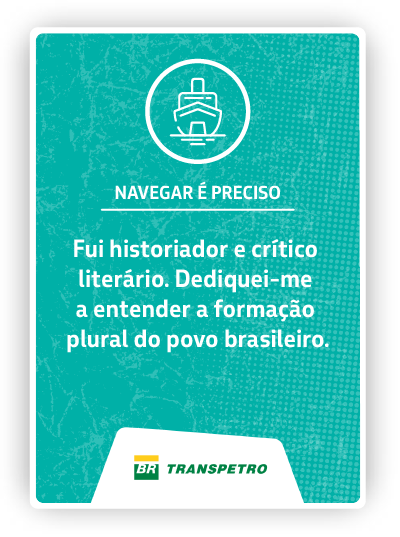 NAVEGAR É PRECISO
Fui historiador e crítico
literário. Dediquei-me
a entender a formação
plural do povo brasileiro.
BR TRANSPETRO